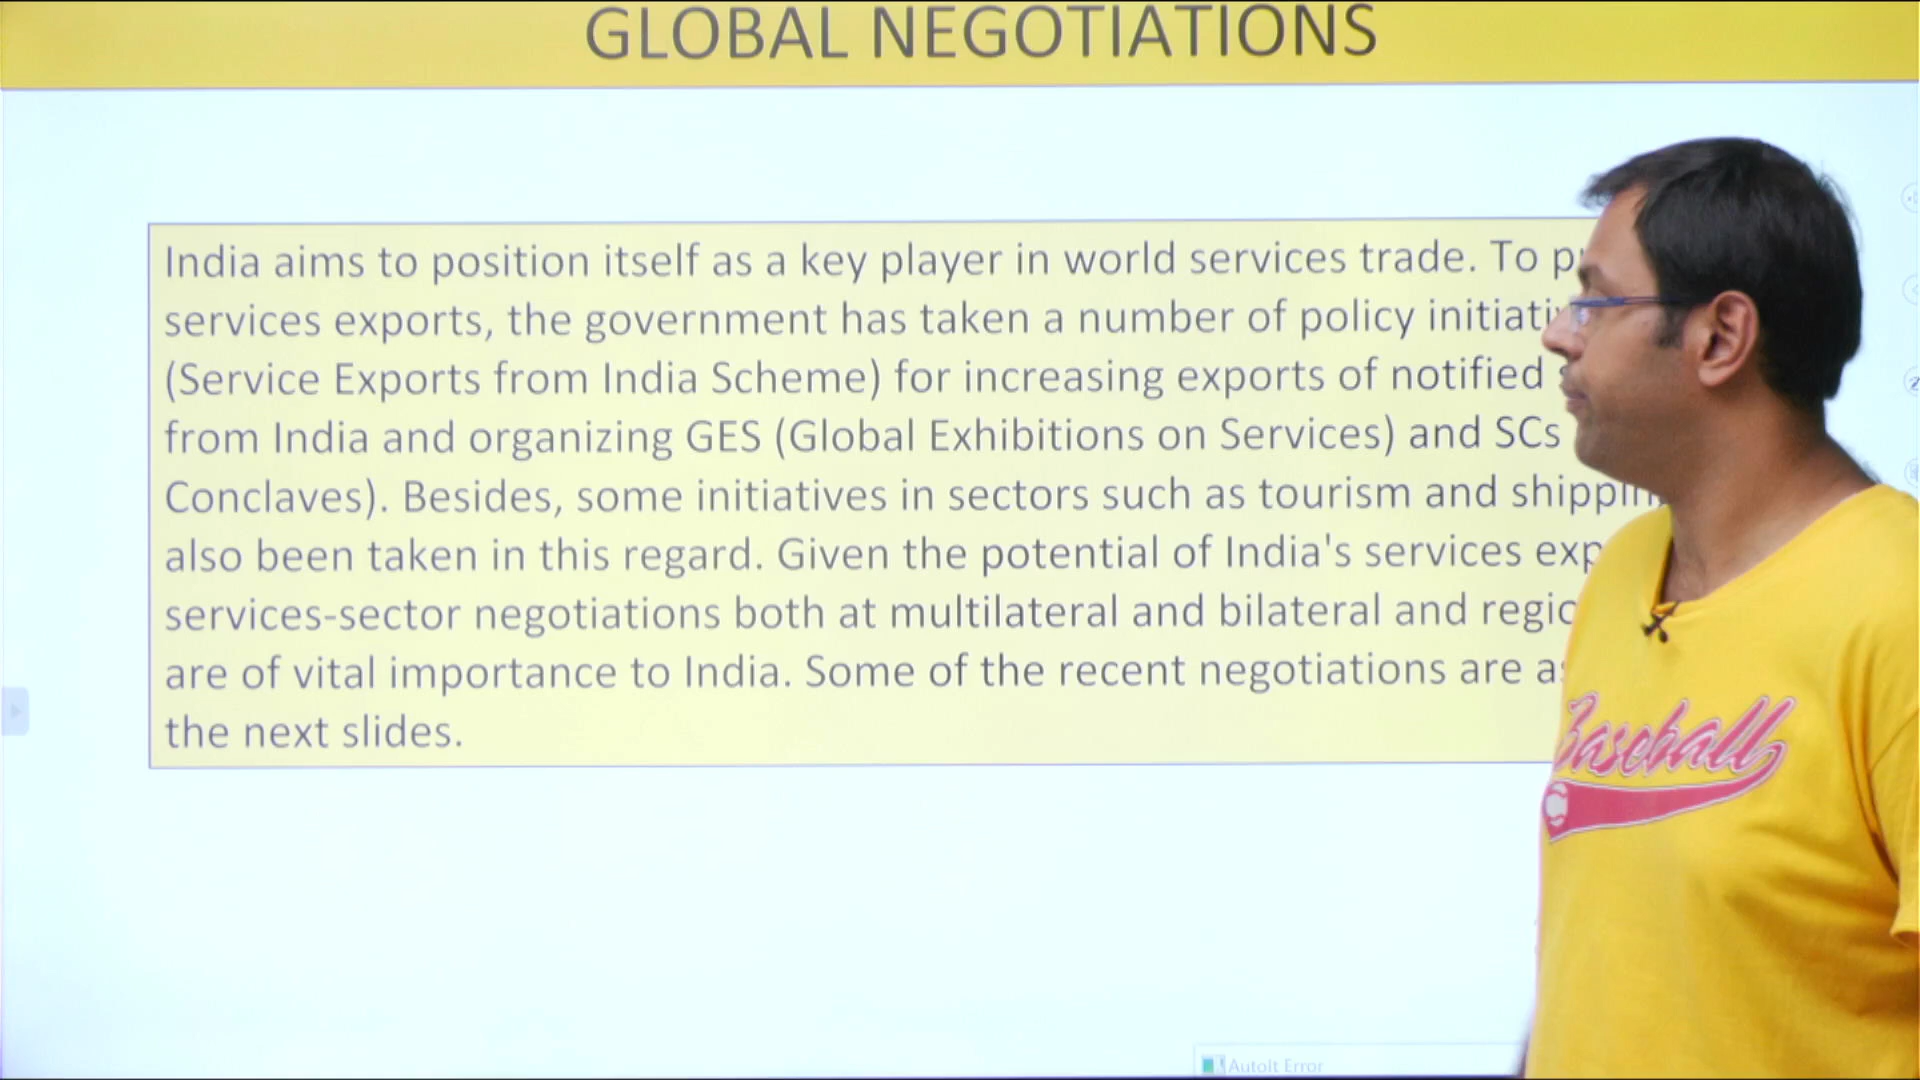 GLOBAL NEGOTIATIONS
India aims to position itself as a key player in world services trade. To
services exports, the government has taken a number of policy
(Service Exports from India Scheme) for increasing exports of notified
from India and organizing GES (Global Exhibitions on Services) and SCs
Conclaves). Besides, some initiatives in sectors such as tourism and
also been taken in this regard. Given the potential of India's services
services-sector negotiations both at multilateral and bilateral and
are of vital importance to India. Some of the recent negotiations are
the next slides.
Baseball
AutoIt Error